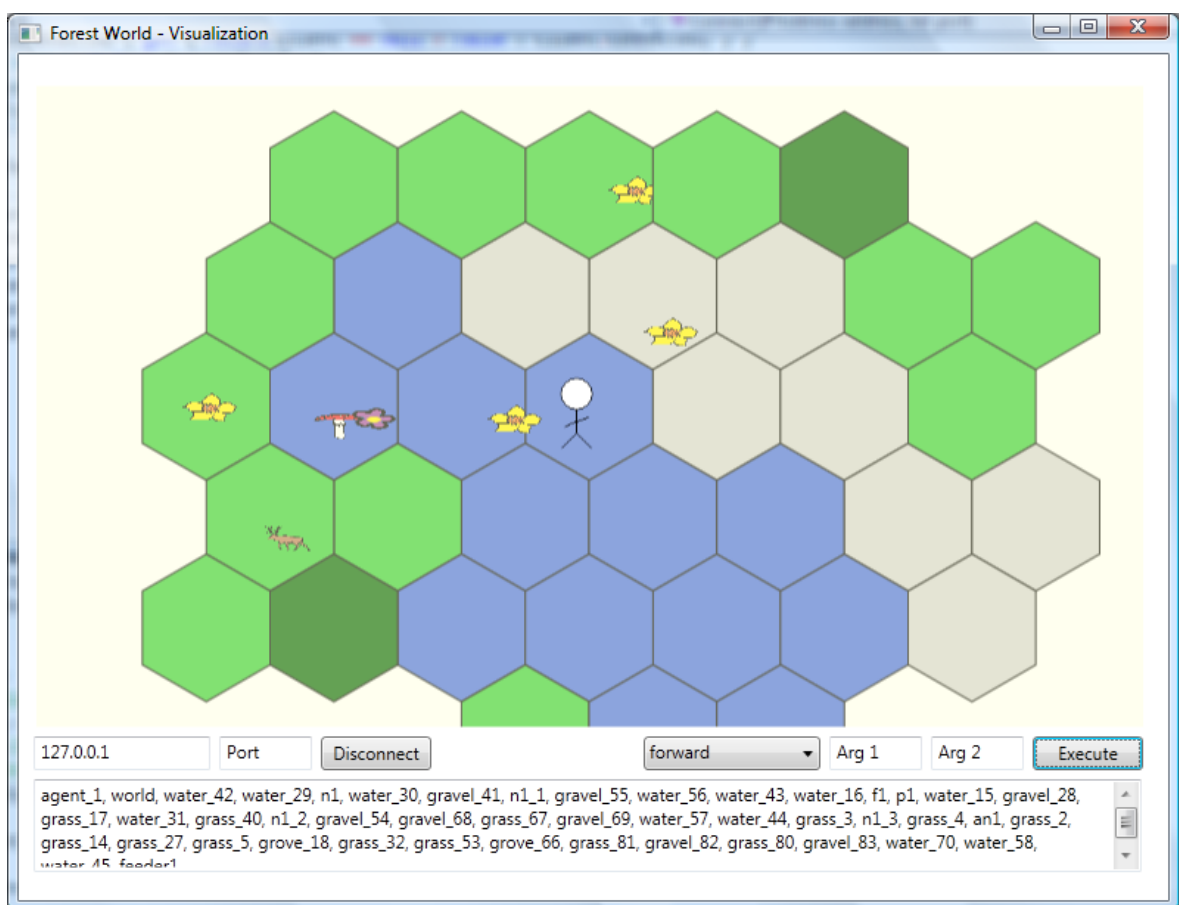 Forest World - Visualization
127.0.0.1 Port Disconnect forward Arg 1 Arg 2 Execute
agent_1, world, water_42, water_29, n1, water_30, gravel_41, n1_1, gravel_55, water_56, water_43, water_16, f1, p1, water_15, gravel_28,
grass_17, water_31, grass_40, n1_2, gravel_54, gravel_68, grass_67, gravel_69, water_57, water_44, grass_3, n1_3, grass_4, an1, grass_2,
grass_14, grass_27, grass_5, grove_18, grass_32, grass_53, grove_66, grass_81, gravel_82, grass_80, gravel_83, water_70, water_58,
water_45, feeder1